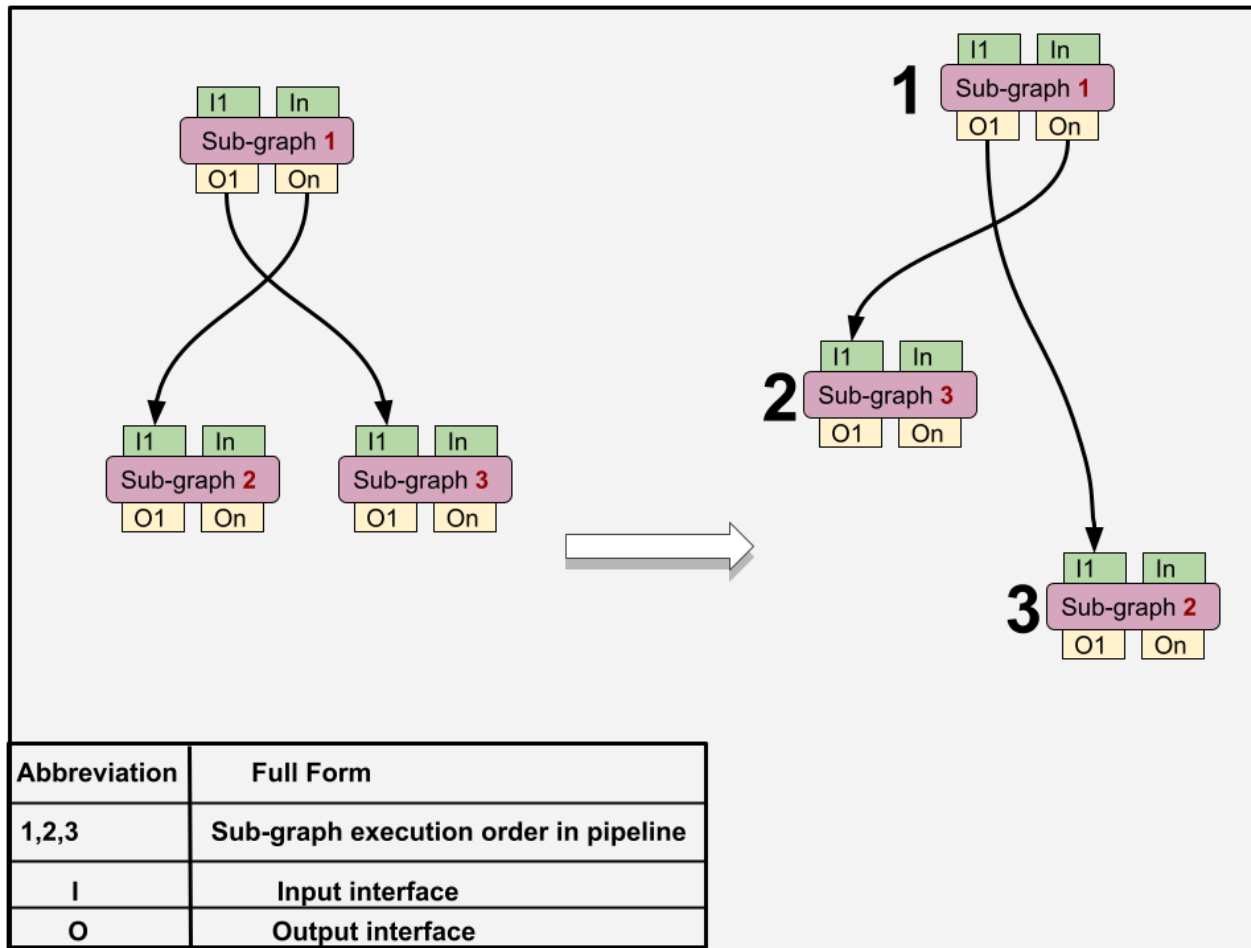 I1 In
Sub-graph 1
O1 On
I1 In
Sub-graph 2
O1 On
I1 In
Sub-graph 3
O1 On
1
I1 In
Sub-graph 1
O1 On
2
I1 In
Sub-graph 3
O1 On
3
I1 In
Sub-graph 2
O1 On
Abbreviation Full Form
1,2,3 Sub-graph execution order in pipeline
I Input interface
O Output interface